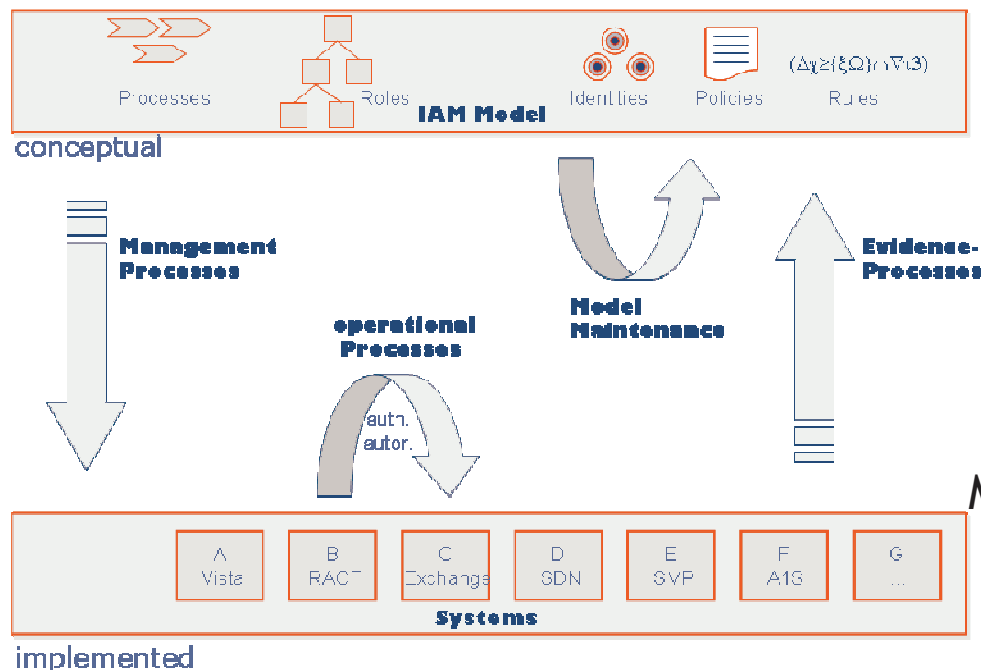 Processes
Roles
Identities
Policies
Rules
IAM Model
conceptual
Management
Processes
Evidence-
Processes
Model
Maintenance
operational
Processes
auth.
autor.
A
Vista
B
C
Exchange
D
E
F
G
...
Systems
implemented